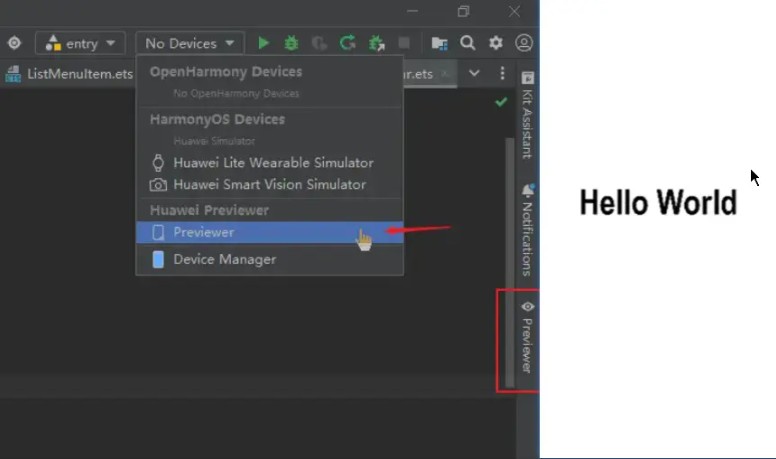 entry
No Devices
ListMenuItem.ets
ur.ets
OpenHarmony Devices
No OpenHarmony Devices
HarmonyOS Devices
Huawei Simulator
Huawei Lite Wearable Simulator
Huawei Smart Vision Simulator
Huawei Previewer
Previewer
Device Manager
Kit Assistant
Notifications
Previewer
Hello World